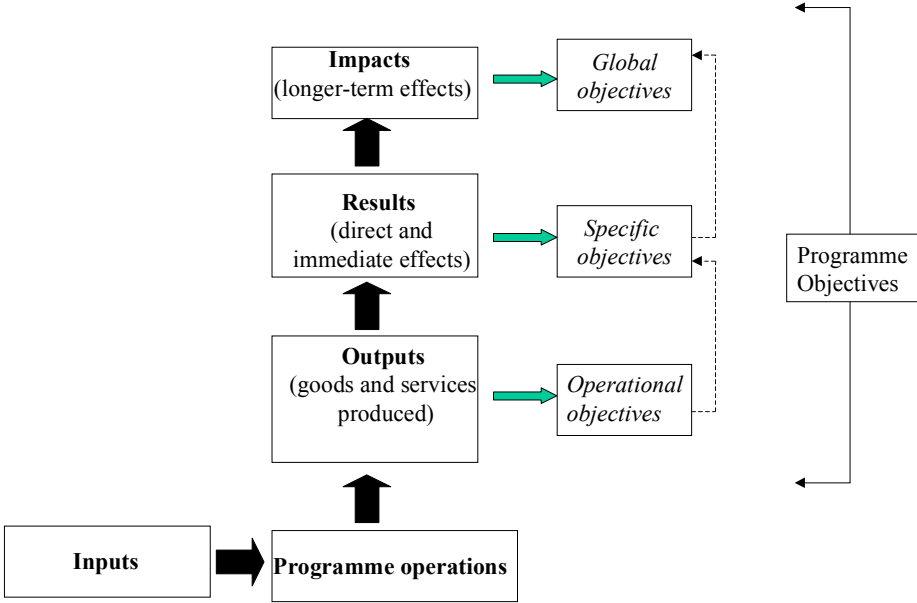 Impacts
(longer-term effects)
Global
objectives
Results
(direct and
immediate effects)
Specific
objectives
Programme
Objectives
Outputs
(goods and services
produced)
Operational
objectives
Inputs
Programme operations